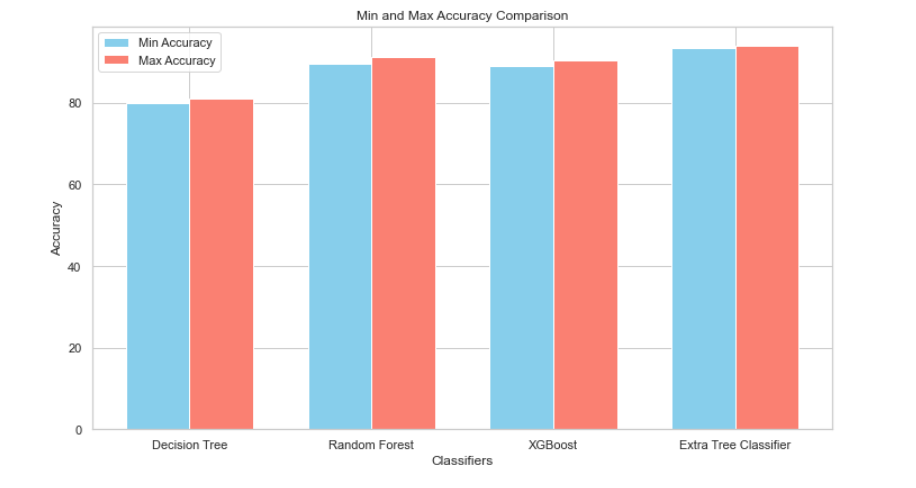 Min and Max Accuracy Comparison
Min Accuracy
Max Accuracy
80
60
40
20
0
Accuracy
Decision Tree
Random Forest
XGBoost
Extra Tree Classifier
Classifiers